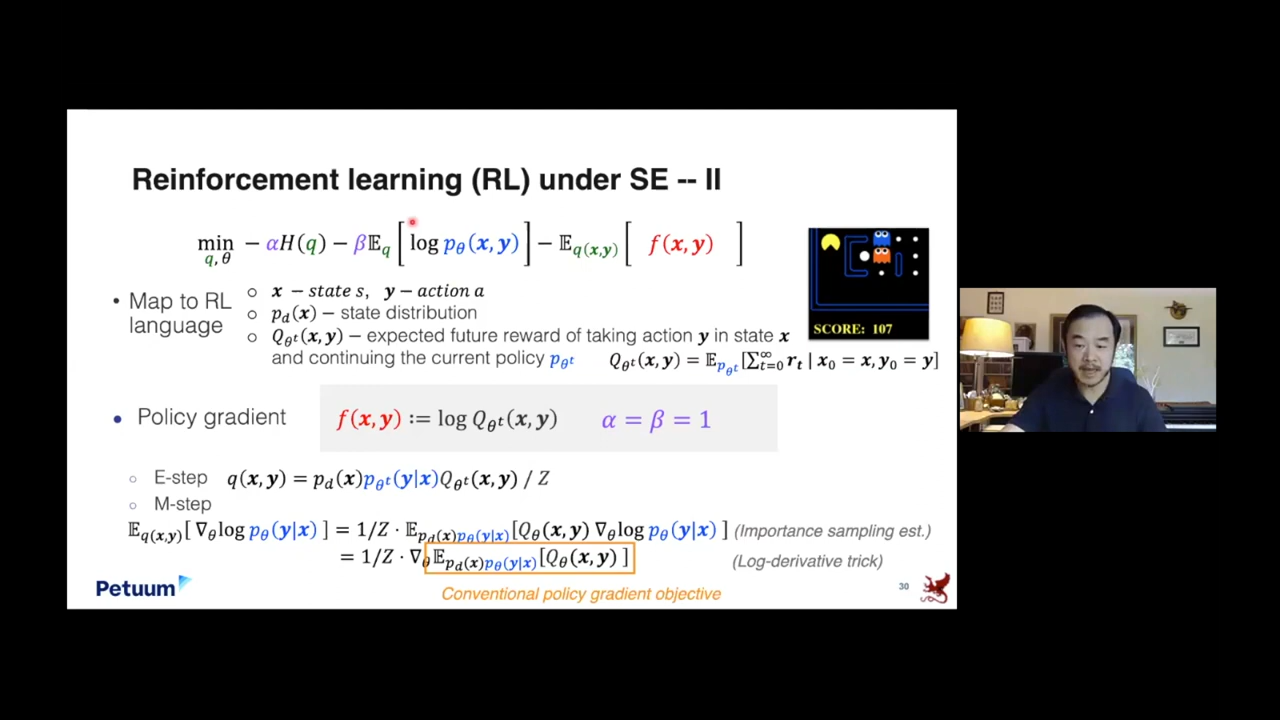 Reinforcement learning (RL) under SE -- II
min q, θ − αH(q) − β𝔼_q [ log p_θ(x, y) ] − 𝔼_q(x,y) [ f(x, y) ]
• Map to RL language
○ x − state s, y − action a
○ p_d(x) − state distribution
○ Q_θ^t(x, y) − expected future reward of taking action y in state x
and continuing the current policy p_θ^t Q_θ^t(x, y) = 𝔼_p_θ^t [∑_{t=0}^∞ r_t | x_0 = x, y_0 = y]
SCORE: 107
• Policy gradient f(x, y) := log Q_θ^t(x, y) α = β = 1
○ E-step q(x, y) = p_d(x)p_θ^t(y|x)Q_θ^t(x, y) / Z
○ M-step
𝔼_q(x,y)[ ∇_θ log p_θ(y|x) ] = 1/Z · 𝔼_p_d(x)p_θ(y|x)[Q_θ(x, y) ∇_θ log p_θ(y|x) ] (Importance sampling est.)
= 1/Z · ∇_θ 𝔼_p_d(x)p_θ(y|x)[Q_θ(x, y) ] (Log-derivative trick)
Petuum
Conventional policy gradient objective
30